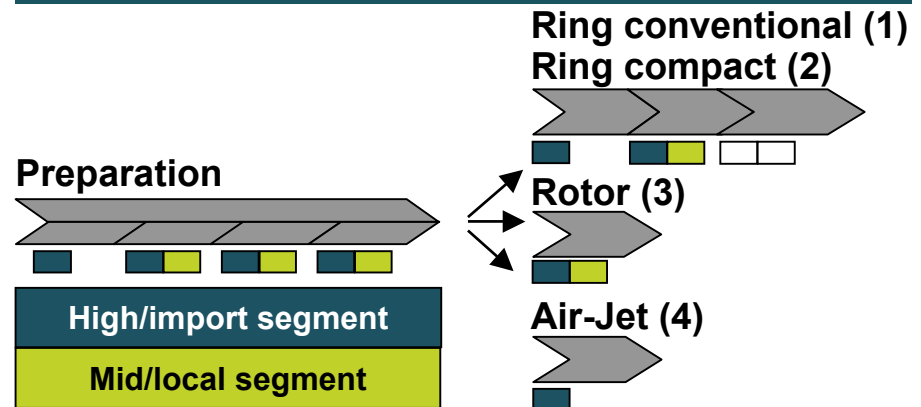 Ring conventional (1)
Ring compact (2)
Preparation
Rotor (3)
High/import segment
Air-Jet (4)
Mid/local segment